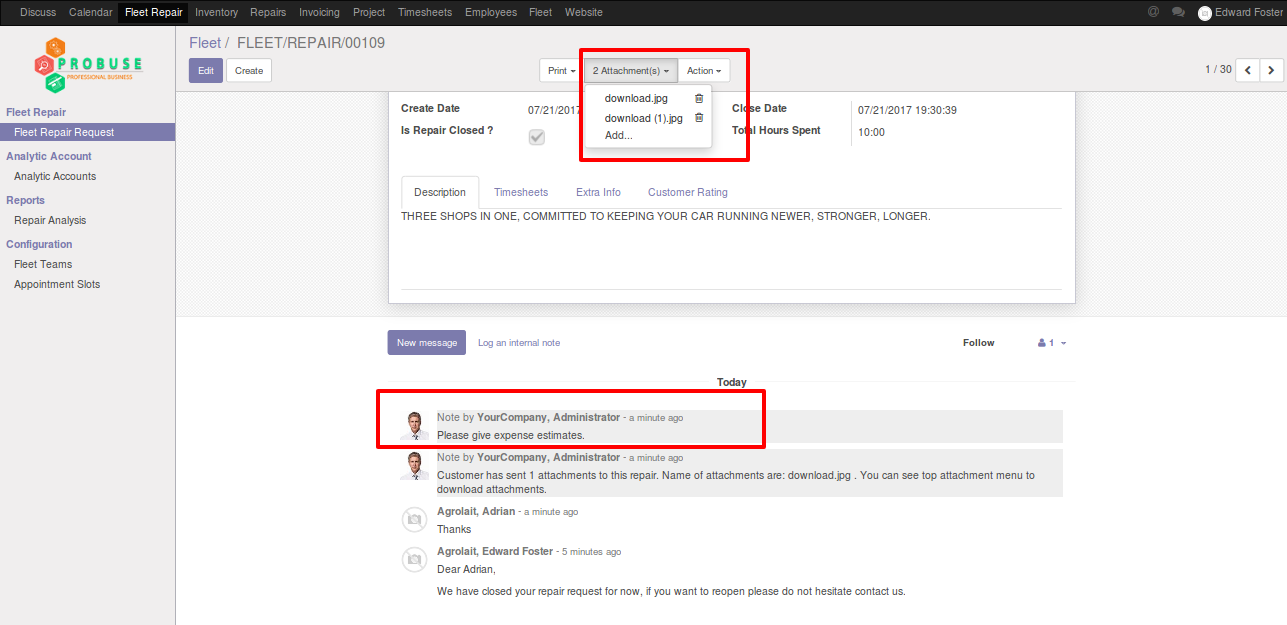 Discuss Calendar Fleet Repair Inventory Repairs Invoicing Project Timesheets Employees Fleet Website @ Edward Foster
PROBUSE
PROFESSIONAL BUSINESS
Fleet Repair
Fleet Repair Request
Analytic Account
Analytic Accounts
Reports
Repair Analysis
Configuration
Fleet Teams
Appointment Slots
Fleet / FLEET/REPAIR/00109
Edit Create Print 2 Attachment(s) Action 1 / 30
download.jpg
download (1).jpg
Add...
Create Date 07/21/2017 Close Date 07/21/2017 19:30:39
Is Repair Closed ? Total Hours Spent 10:00
Description Timesheets Extra Info Customer Rating
THREE SHOPS IN ONE, COMMITTED TO KEEPING YOUR CAR RUNNING NEWER, STRONGER, LONGER.
New message Log an internal note Follow 1
Today
Note by YourCompany, Administrator - a minute ago
Please give expense estimates.
Note by YourCompany, Administrator - a minute ago
Customer has sent 1 attachments to this repair. Name of attachments are: download.jpg . You can see top attachment menu to
download attachments.
Agrolait, Adrian - a minute ago
Thanks
Agrolait, Edward Foster - 5 minutes ago
Dear Adrian,
We have closed your repair request for now, if you want to reopen please do not hesitate contact us.